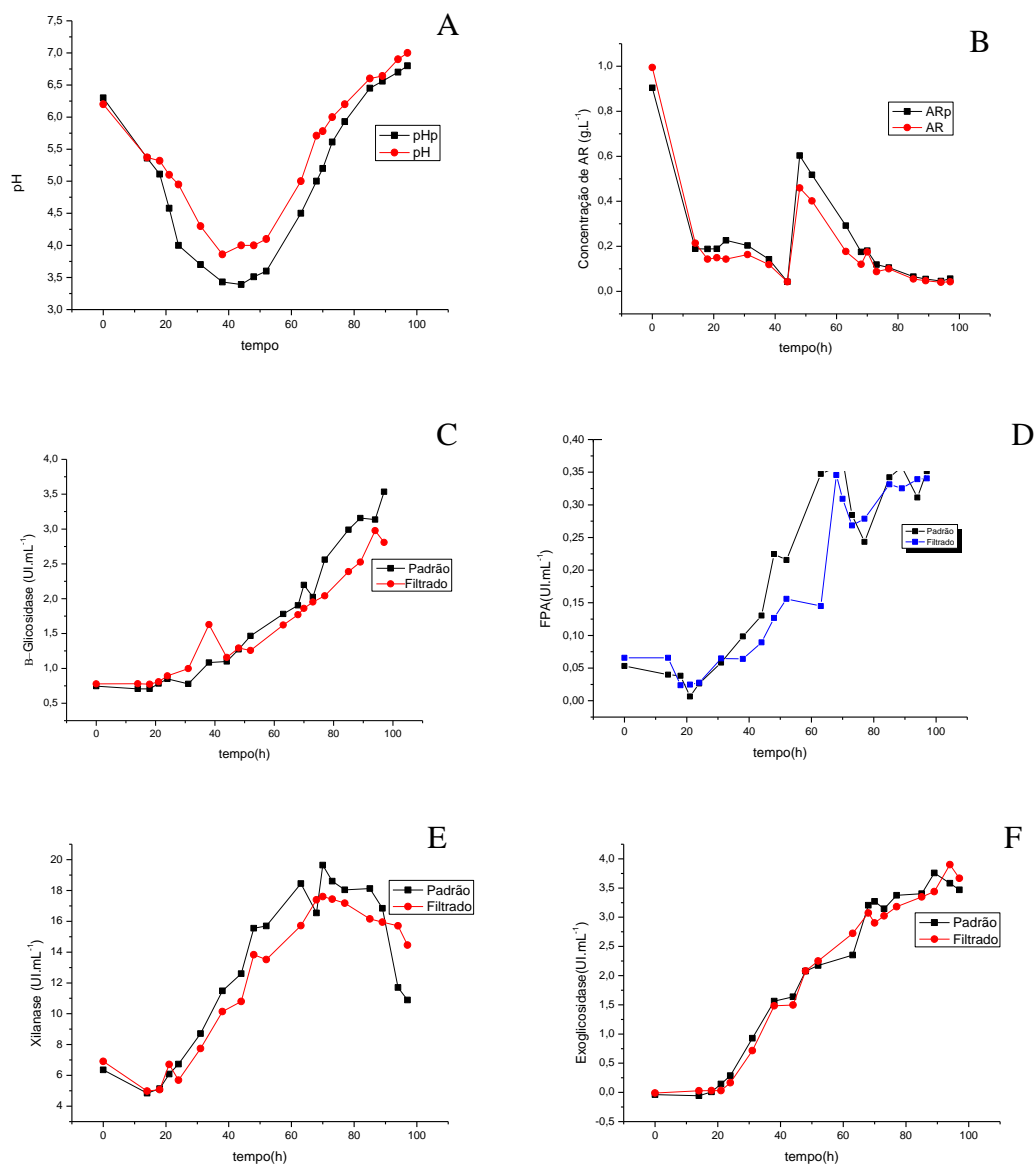 A
7,5
7,0
6,5
6,0
5,5
5,0
4,5
4,0
3,5
3,0
pH
pHp
pH
0 20 40 60 80 100
tempo
B
1,0
0,8
0,6
0,4
0,2
0,0
Concentração de AR (g.L⁻¹)
ARp
AR
0 20 40 60 80 100
tempo(h)
C
4,0
3,5
3,0
2,5
2,0
1,5
1,0
0,5
B–Glicosidase (UI.mL⁻¹)
Padrão
Filtrado
0 20 40 60 80 100
tempo(h)
D
0,40
0,35
0,30
0,25
0,20
0,15
0,10
0,05
0,00
FPA(UI.mL⁻¹)
Padrão
Filtrado
0 20 40 60 80 100
tempo(h)
E
20
18
16
14
12
10
8
6
4
Xilanase (UI.mL⁻¹)
Padrão
Filtrado
0 20 40 60 80 100
tempo(h)
F
4,0
3,5
3,0
2,5
2,0
1,5
1,0
0,5
0,0
-0,5
Exoglicosidase(UI.mL⁻¹)
Padrão
Filtrado
0 20 40 60 80 100
tempo(h)